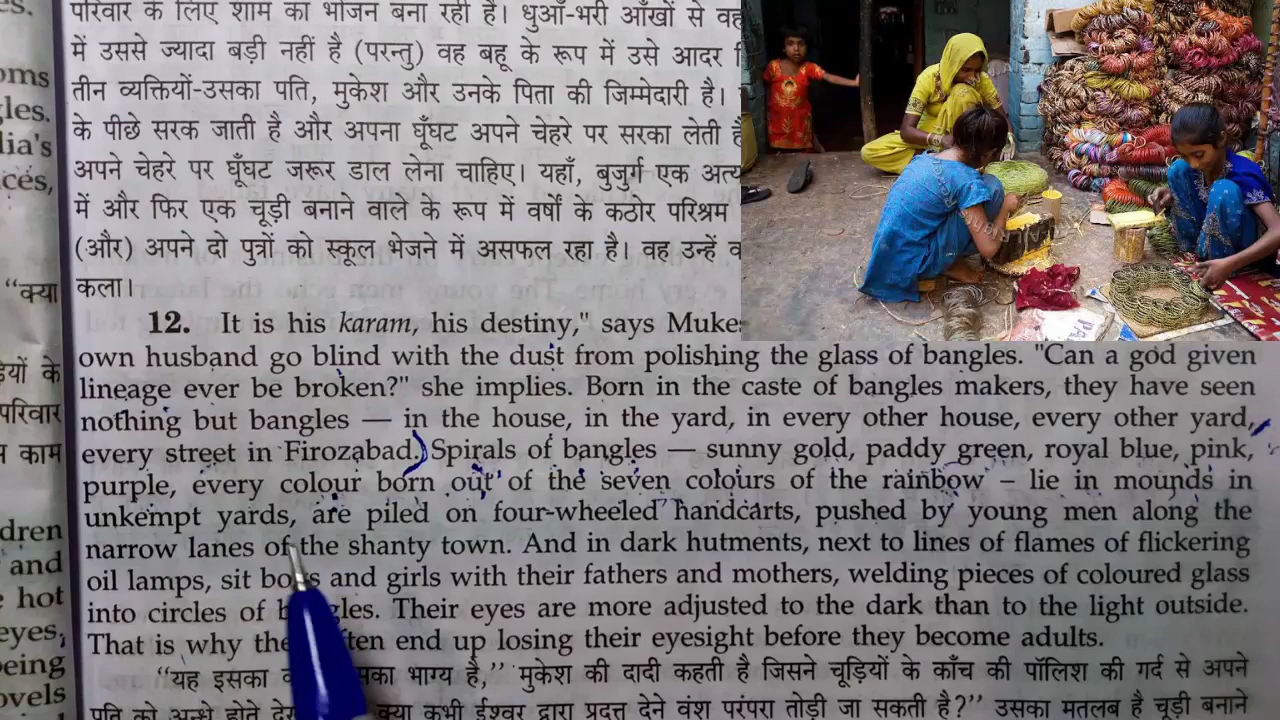 परिवार के लिए शाम का भोजन बना रही है। धुआँ-भरी आँखों से वह
में उससे ज्यादा बड़ी नहीं है (परन्तु) वह बहू के रूप में उसे आदर
तीन व्यक्तियों-उसका पति, मुकेश और उनके पिता की जिम्मेदारी है।
के पीछे सरक जाती है और अपना घूँघट अपने चेहरे पर सरका लेती है
अपने चेहरे पर घूँघट जरूर डाल लेना चाहिए। यहाँ, बुजुर्ग एक
में और फिर एक चूड़ी बनाने वाले के रूप में वर्षों के कठोर परिश्रम
(और) अपने दो पुत्रों को स्कूल भेजने में असफल रहा है। वह उन्हें
कला।
12. It is his karam, his destiny," says
own husband go blind with the dust from polishing the glass of bangles. "Can a god given
lineage ever be broken?" she implies. Born in the caste of bangles makers, they have seen
nothing but bangles — in the house, in the yard, in every other house, every other yard,
every street in Firozabad. Spirals of bangles — sunny gold, paddy green, royal blue, pink,
purple, every colour born out of the seven colours of the rainbow – lie in mounds in
unkempt yards, are piled on four-wheeled handcarts, pushed by young men along the
narrow lanes of the shanty town. And in dark hutments, next to lines of flames of flickering
oil lamps, sit and girls with their fathers and mothers, welding pieces of coloured glass
into circles of Their eyes are more adjusted to the dark than to the light outside.
That is why end up losing their eyesight before they become adults.
“यह इसका भाग्य है,” मुकेश की दादी कहती है जिसने चूड़ियों के काँच की पॉलिश की गर्द से अपने
पति को अन्धे होते क्या कभी ईश्वर द्वारा प्रदत्त देने वंश परंपरा तोड़ी जा सकती है?” उसका मतलब है चूड़ी बनाने
“क्या
परिवार
काम
and
hot
eyes,